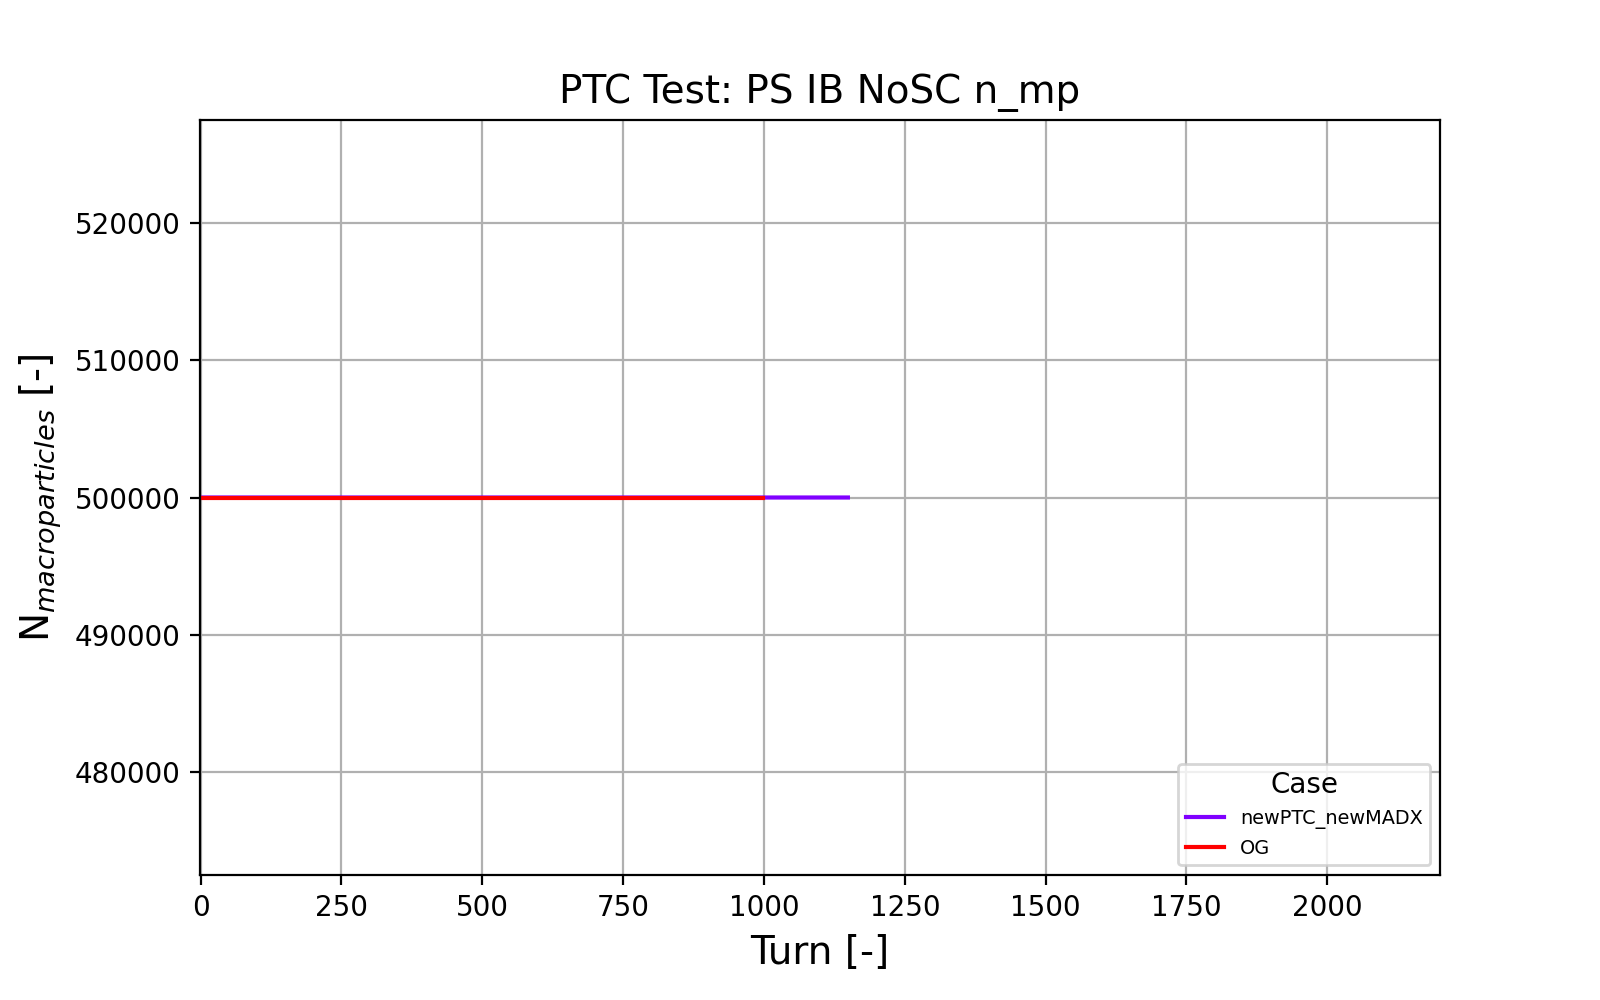 PTC Test: PS IB NoSC n_mp
N_macroparticles [-]
520000
510000
500000
490000
480000
0 250 500 750 1000 1250 1500 1750 2000
Turn [-]
Case
newPTC_newMADX
OG